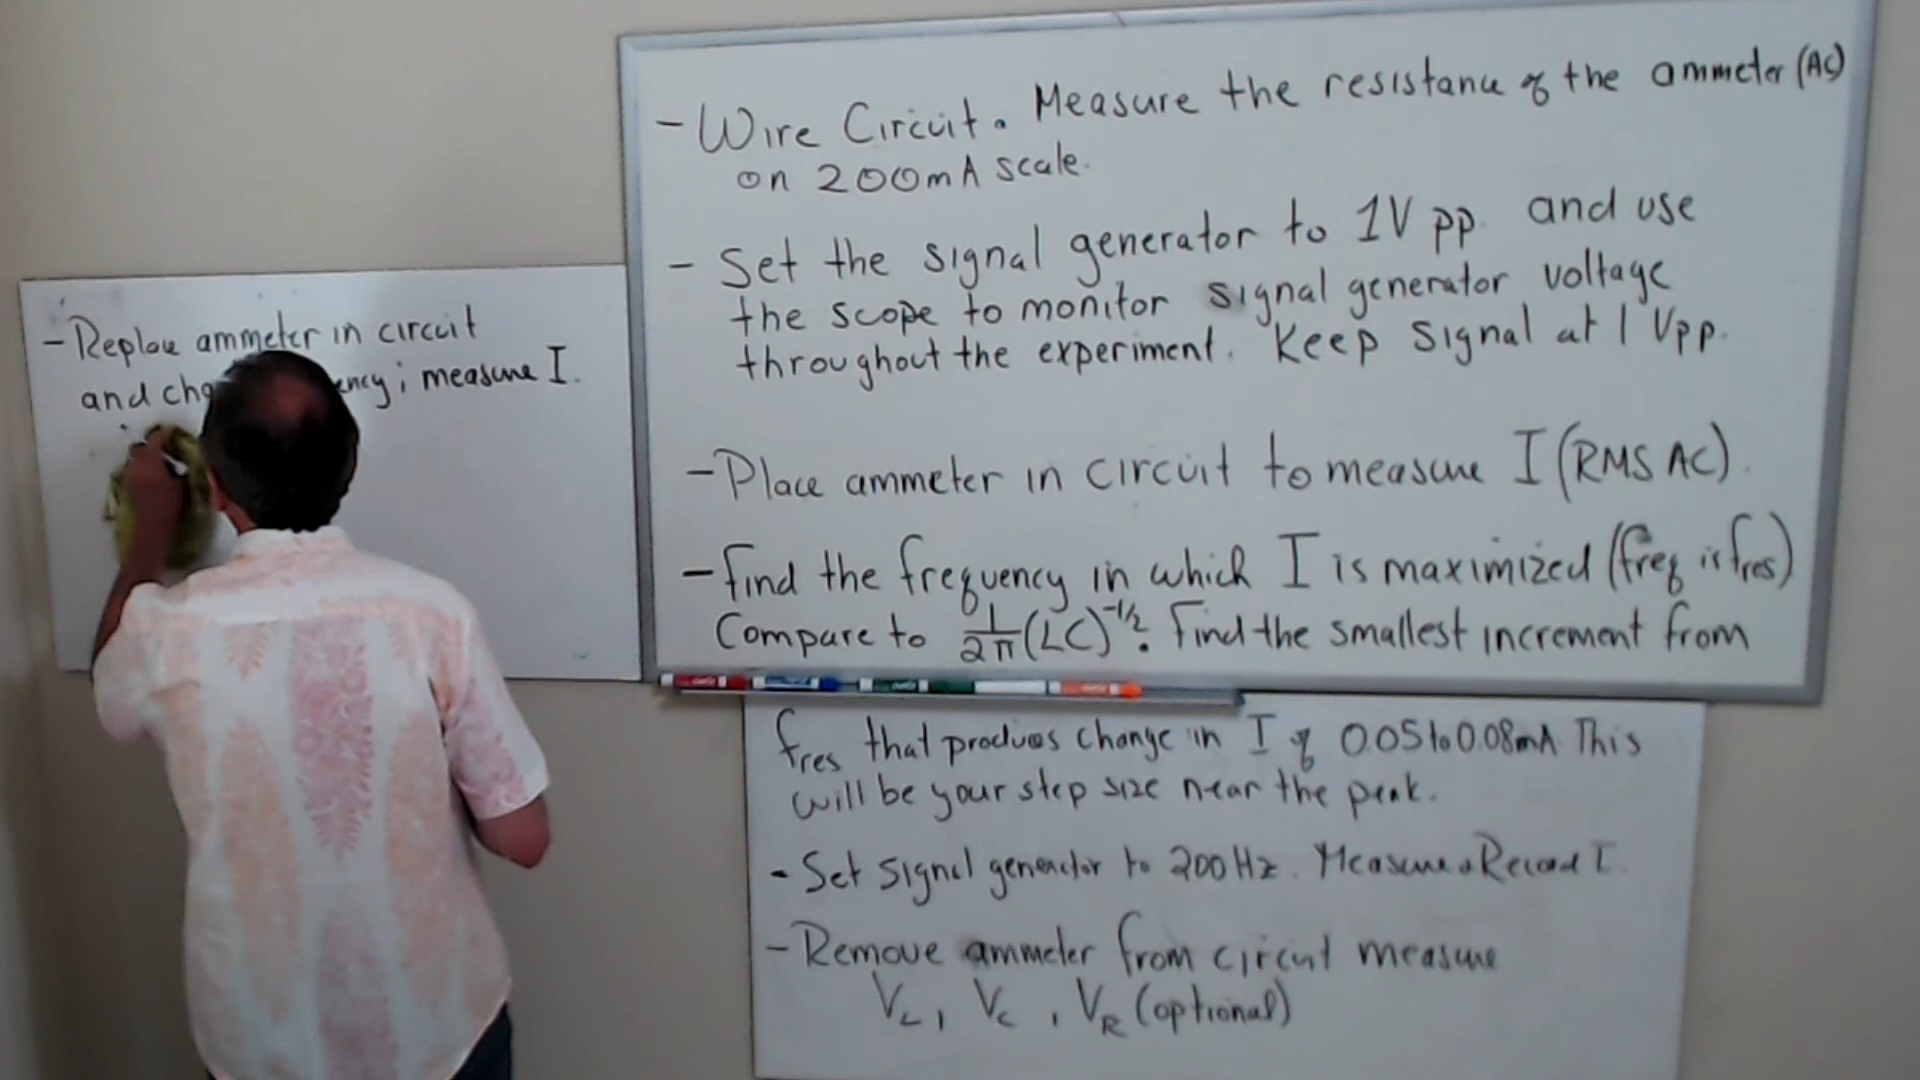 - Wire Circuit. Measure the resistance of the ammeter (AC)
on 200mA scale.
- Set the signal generator to 1V pp. and use
the scope to monitor signal generator voltage
throughout the experiment. Keep signal at 1 Vpp.
- Place ammeter in circuit to measure I (RMS AC).
- Find the frequency in which I is maximized (freq is fres)
Compare to 1/2π (LC)^-1/2. Find the smallest increment from
fres that produces change in I of 0.05 to 0.08mA. This
will be your step size near the peak.
- Set signal generator to 200 Hz. Measure & Record I.
- Remove ammeter from circuit measure
VL, VC, VR (optional)
- Replace ammeter in circuit
and measure I.